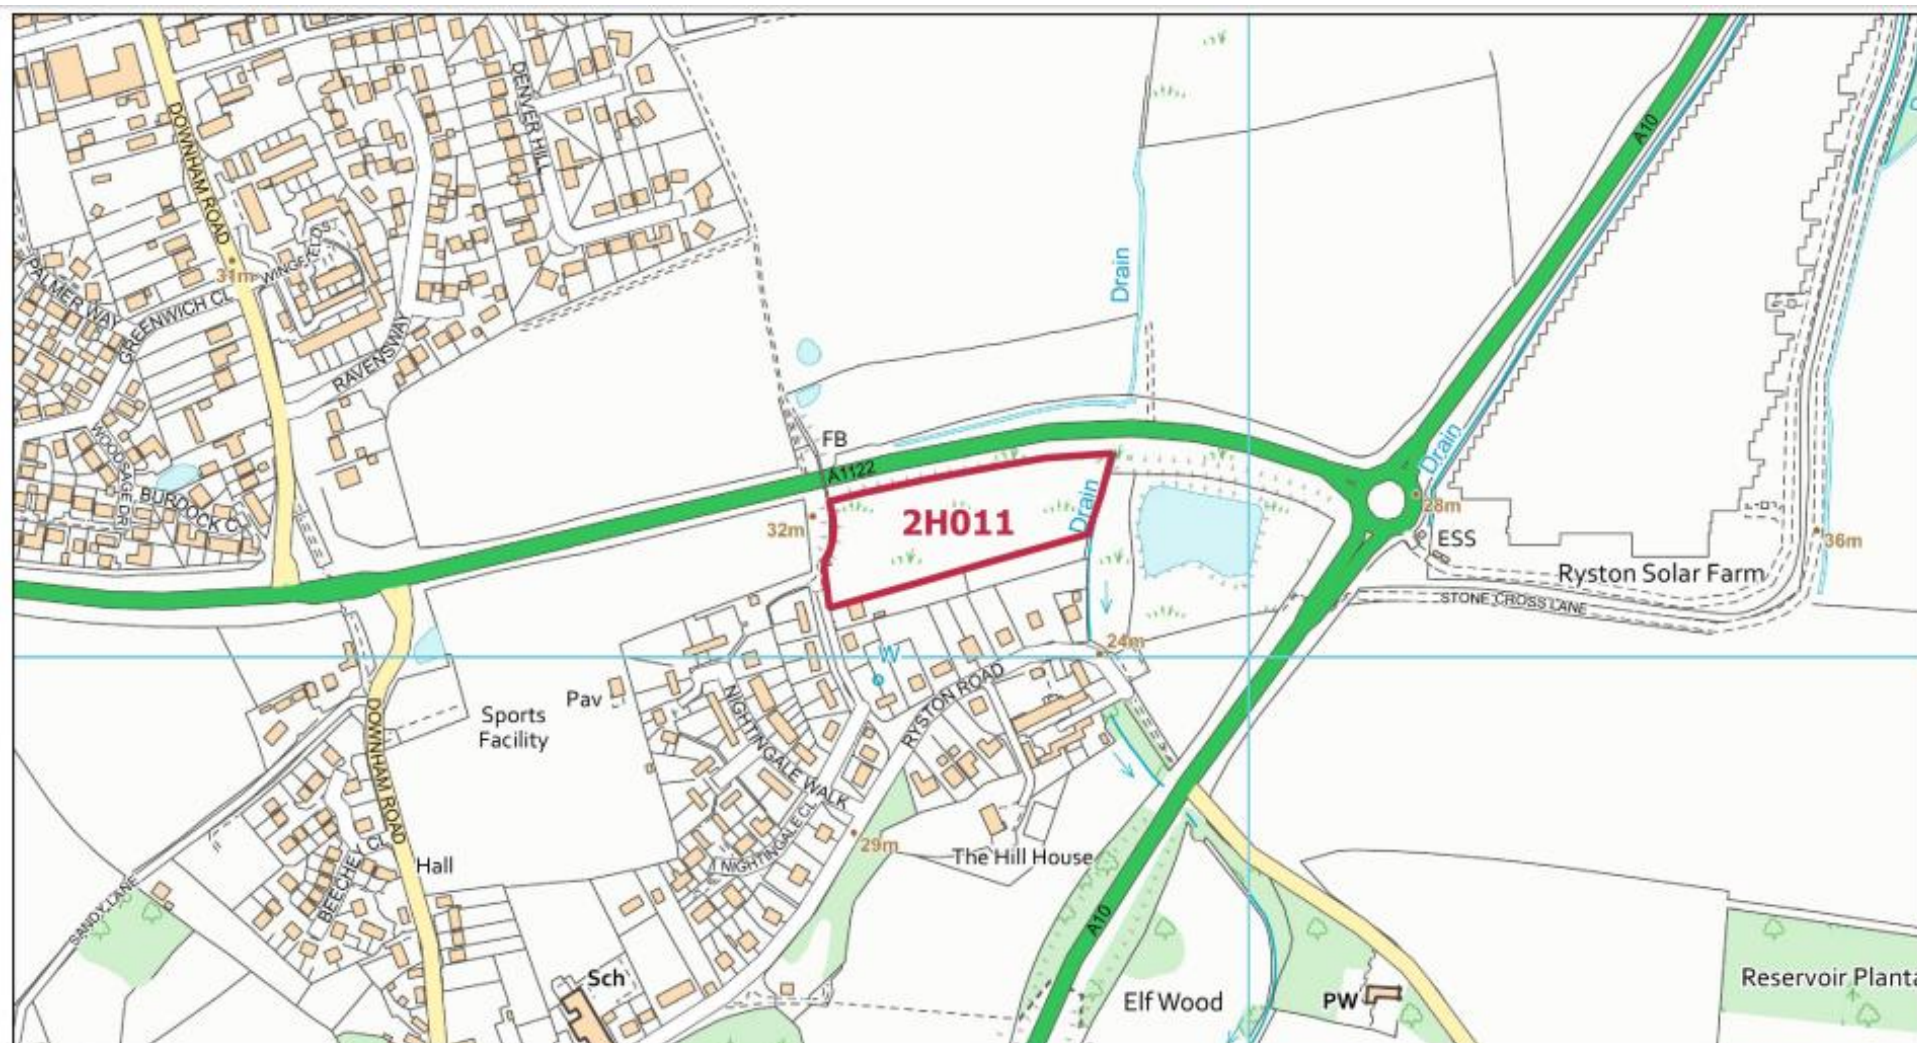 DOWNHAM ROAD
DENVER HILL
A10
31m
WINGFIELDS
PALMER WAY
GREENWICH CL
RAVENSWAY
Drain
FB
A1122
WOODSAGE DR
BURDOCK C
32m
2H011
Drain
Drain
28m
ESS
36m
Ryston Solar Farm
STONE CROSS LANE
24m
W
Pav
Sports
Facility
RYSTON ROAD
NIGHTINGALE WALK
DOWNHAM ROAD
NIGHTINGALE CL
29m
The Hill House
Hall
BEECHEY CL
SANDY LANE
A10
Sch
Elf Wood
PW
Reservoir Planta